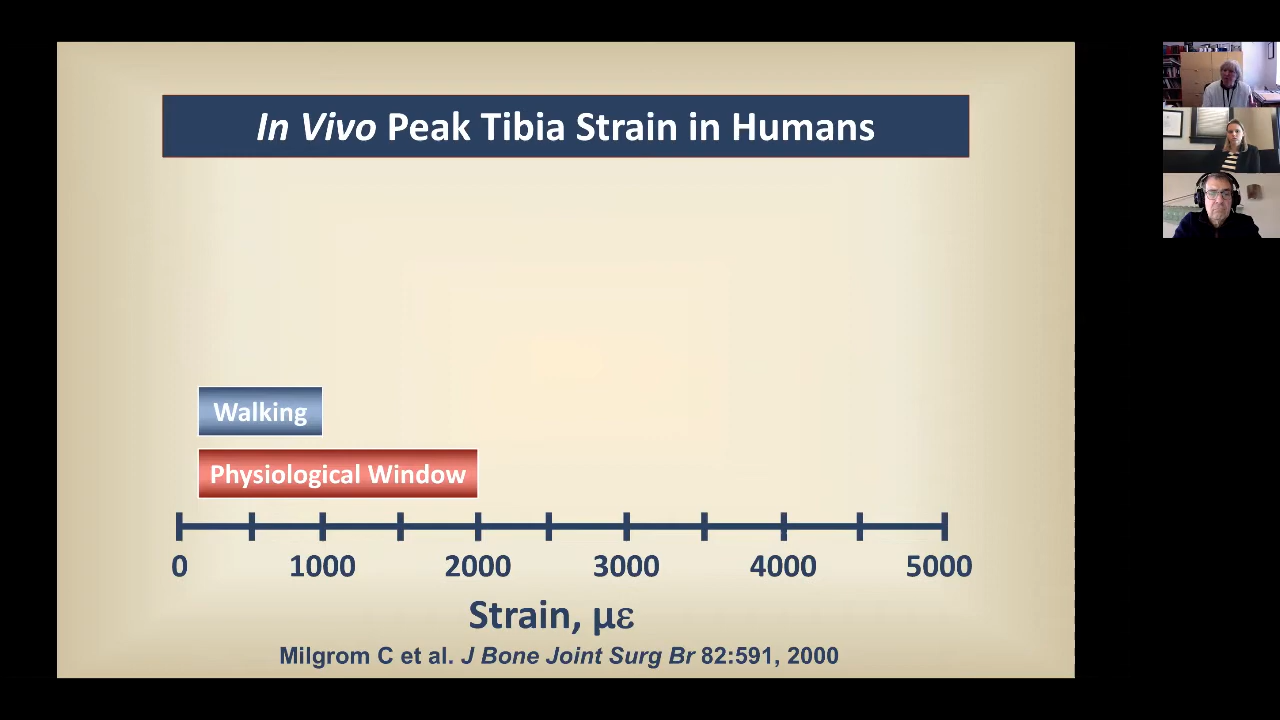 In Vivo Peak Tibia Strain in Humans
Walking
Physiological Window
0 1000 2000 3000 4000 5000
Strain, µε
Milgrom C et al. J Bone Joint Surg Br 82:591, 2000